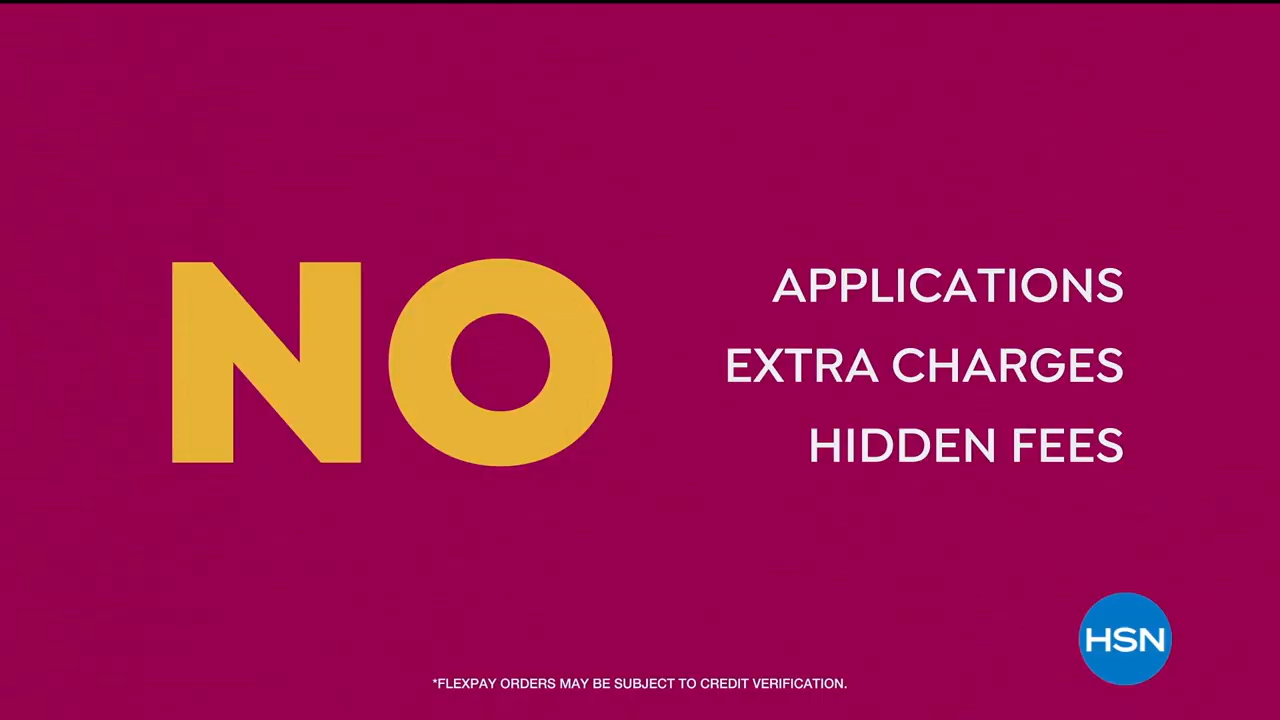 NO
APPLICATIONS
EXTRA CHARGES
HIDDEN FEES
HSN
*FLEXPAY ORDERS MAY BE SUBJECT TO CREDIT VERIFICATION.